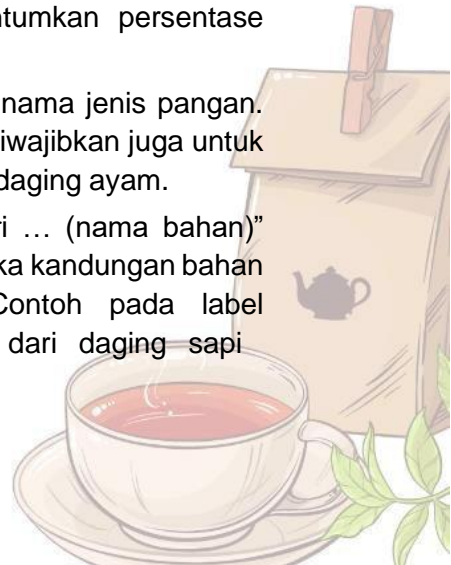 ntumkan persentase
nama jenis pangan.
iwajibkan juga untuk
daging ayam.
ri … (nama bahan)”
ka kandungan bahan
Contoh pada label
dari daging sapi